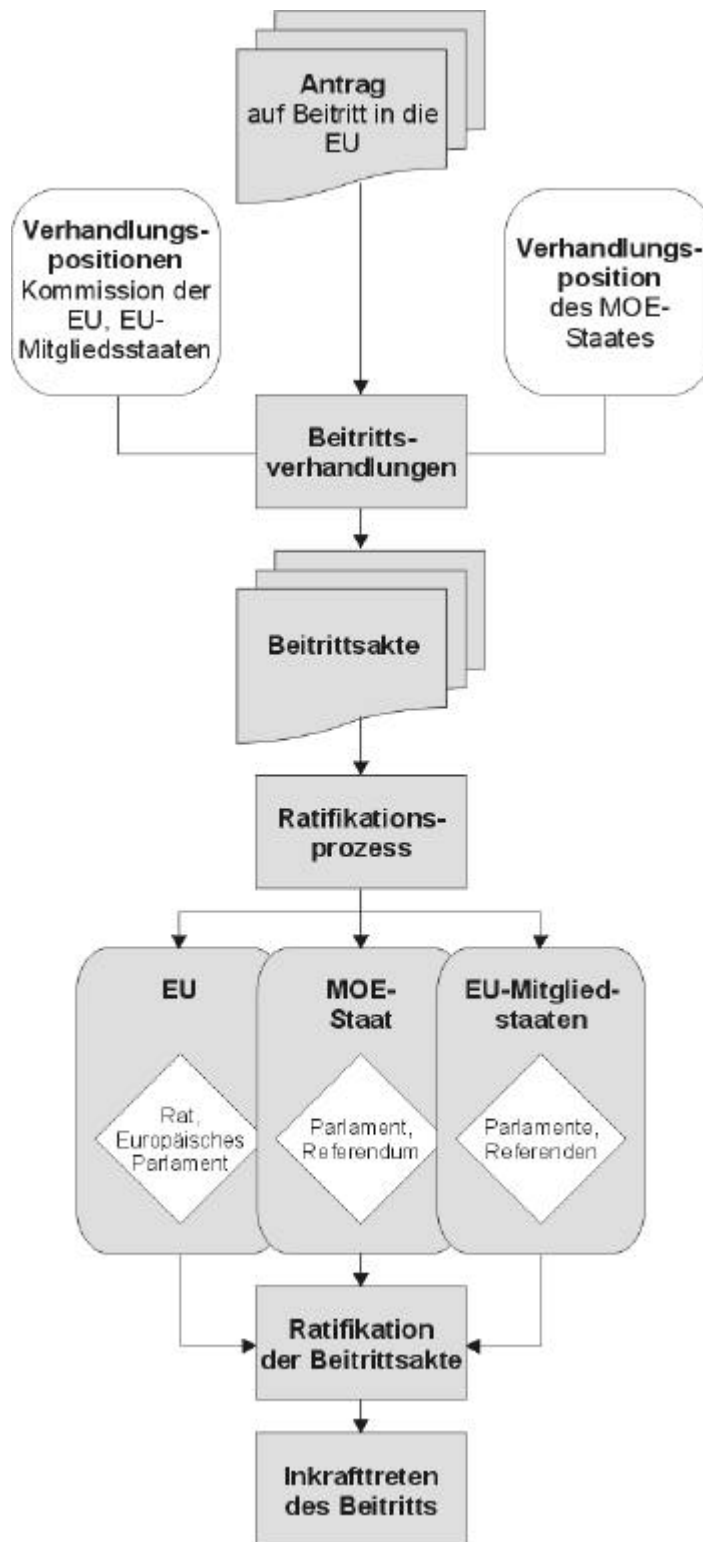 Antrag
auf Beitritt in die
EU
Verhandlungs-
positionen
Kommission der
EU, EU-
Mitgliedsstaaten
Verhandlungs-
position
des MOE-
Staates
Beitritts-
verhandlungen
Beitrittsakte
Ratifikations-
prozess
EU
Rat,
Europäisches
Parlament
MOE-
Staat
Parlament,
Referendum
EU-Mitglied-
staaten
Parlamente,
Referenden
Ratifikation
der Beitrittsakte
Inkrafttreten
des Beitritts